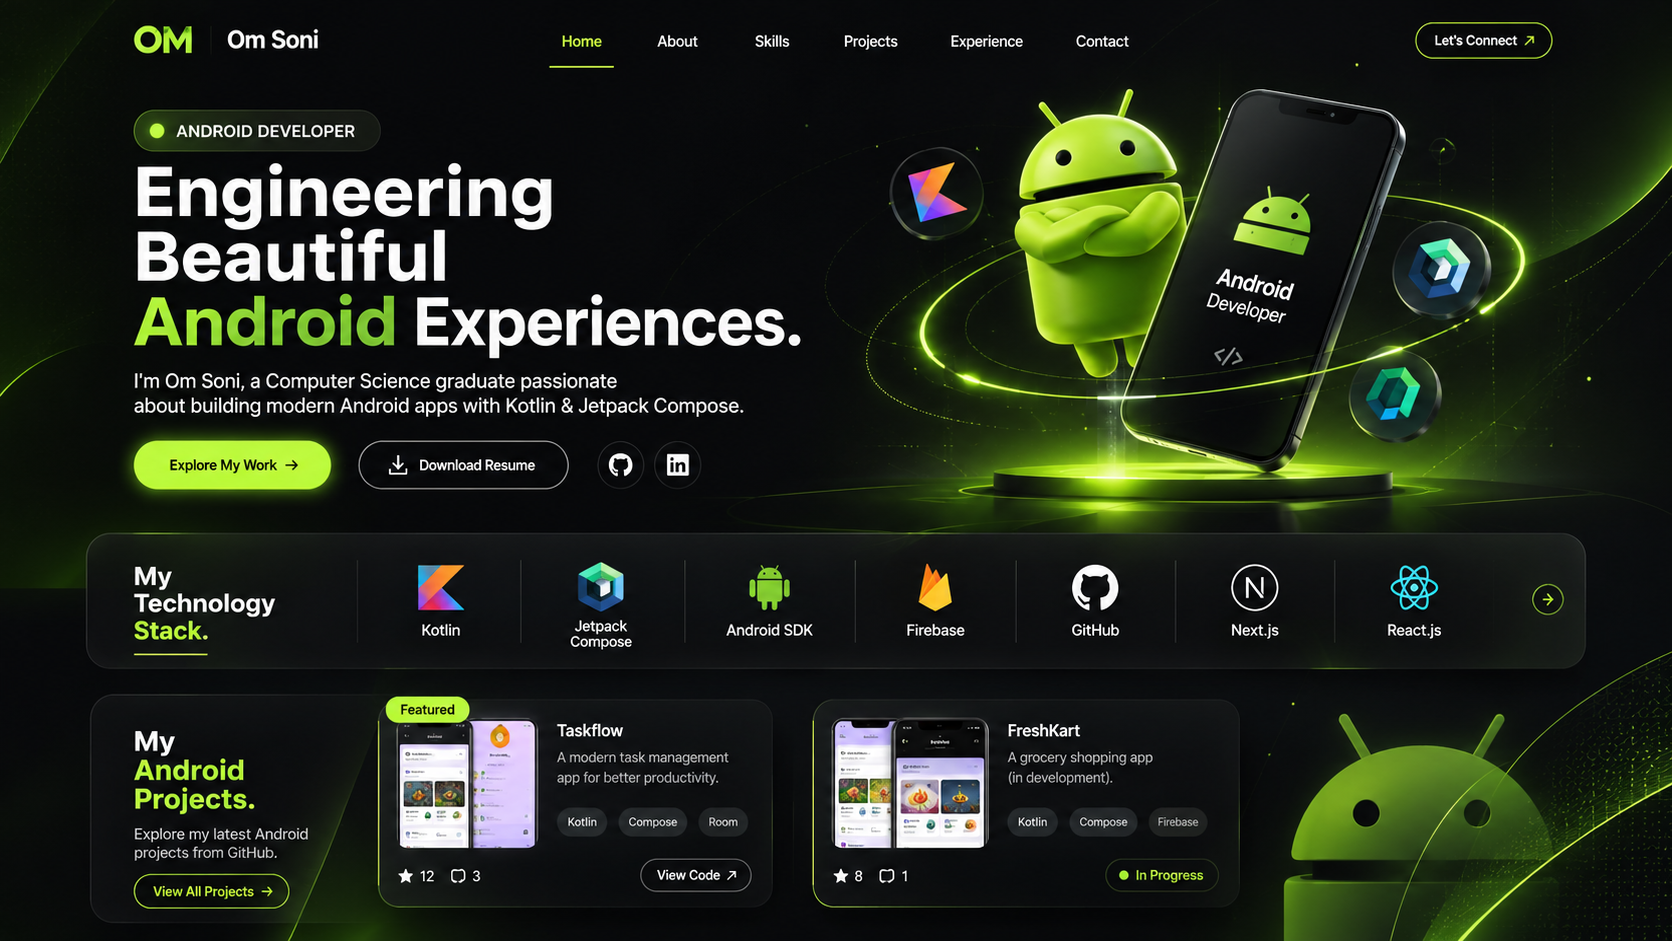 OM
Om Soni
Home
About
Skills
Projects
Experience
Contact
Let's Connect
ANDROID DEVELOPER
Engineering
Beautiful
Android Experiences.
I'm Om Soni, a Computer Science graduate passionate
about building modern Android apps with Kotlin & Jetpack Compose.
Explore My Work
Download Resume
in
Android
Developer
</>
My
Technology
Stack.
Kotlin
Jetpack
Compose
Android SDK
Firebase
GitHub
N
Next.js
React.js
My
Android
Projects.
Explore my latest Android
projects from GitHub.
View All Projects
Featured
Taskflow
A modern task management
app for better productivity.
Kotlin
Compose
Room
12
3
View Code
FreshKart
A grocery shopping app
(in development).
Kotlin
Compose
Firebase
8
1
In Progress